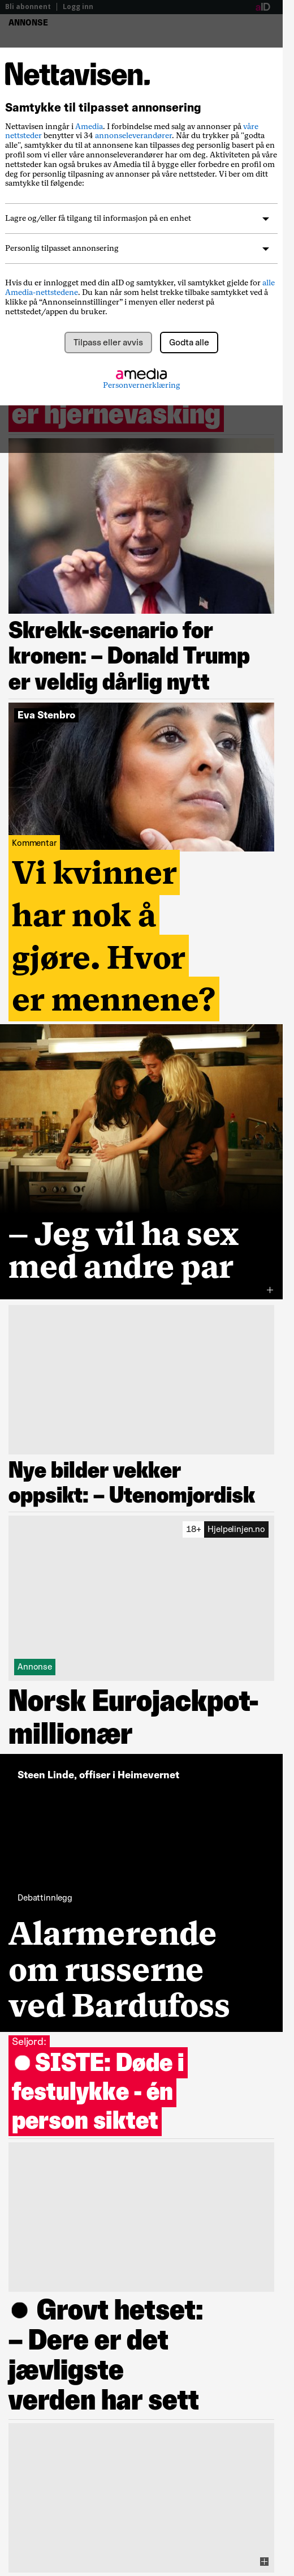 Bli abonnent | Logg inn
aID
ANNONSE
Nettavisen.
Samtykke til tilpasset annonsering
Nettavisen inngår i Amedia. I forbindelse med salg av annonser på våre
nettsteder benytter vi 34 annonseleverandører. Når du trykker på "godta
alle", samtykker du til at annonsene kan tilpasses deg personlig basert på en
profil som vi eller våre annonseleverandører har om deg. Aktiviteten på våre
nettsteder kan også brukes av Amedia til å bygge eller forbedre en profil om
deg for personlig tilpasning av annonser på våre nettsteder. Vi ber om ditt
samtykke til følgende:
Lagre og/eller få tilgang til informasjon på en enhet
Personlig tilpasset annonsering
Hvis du er innlogget med din aID og samtykker, vil samtykket gjelde for alle
Amedia-nettstedene. Du kan når som helst trekke tilbake samtykket ved å
klikke på “Annonseinnstillinger” i menyen eller nederst på
nettstedet/appen du bruker.
Tilpass eller avvis
Godta alle
amedia
Personvernerklæring
er hjernevasking
Skrekk-scenario for
kronen: – Donald Trump
er veldig dårlig nytt
Eva Stenbro
Kommentar
Vi kvinner
har nok å
gjøre. Hvor
er mennene?
– Jeg vil ha sex
med andre par
Nye bilder vekker
oppsikt: – Utenomjordisk
18+ Hjelpelinjen.no
Annonse
Norsk Eurojackpot-
millionær
Steen Linde, offiser i Heimevernet
Debattinnlegg
Alarmerende
om russerne
ved Bardufoss
Seljord:
● SISTE: Døde i
festulykke - én
person siktet
● Grovt hetset:
– Dere er det
jævligste
verden har sett